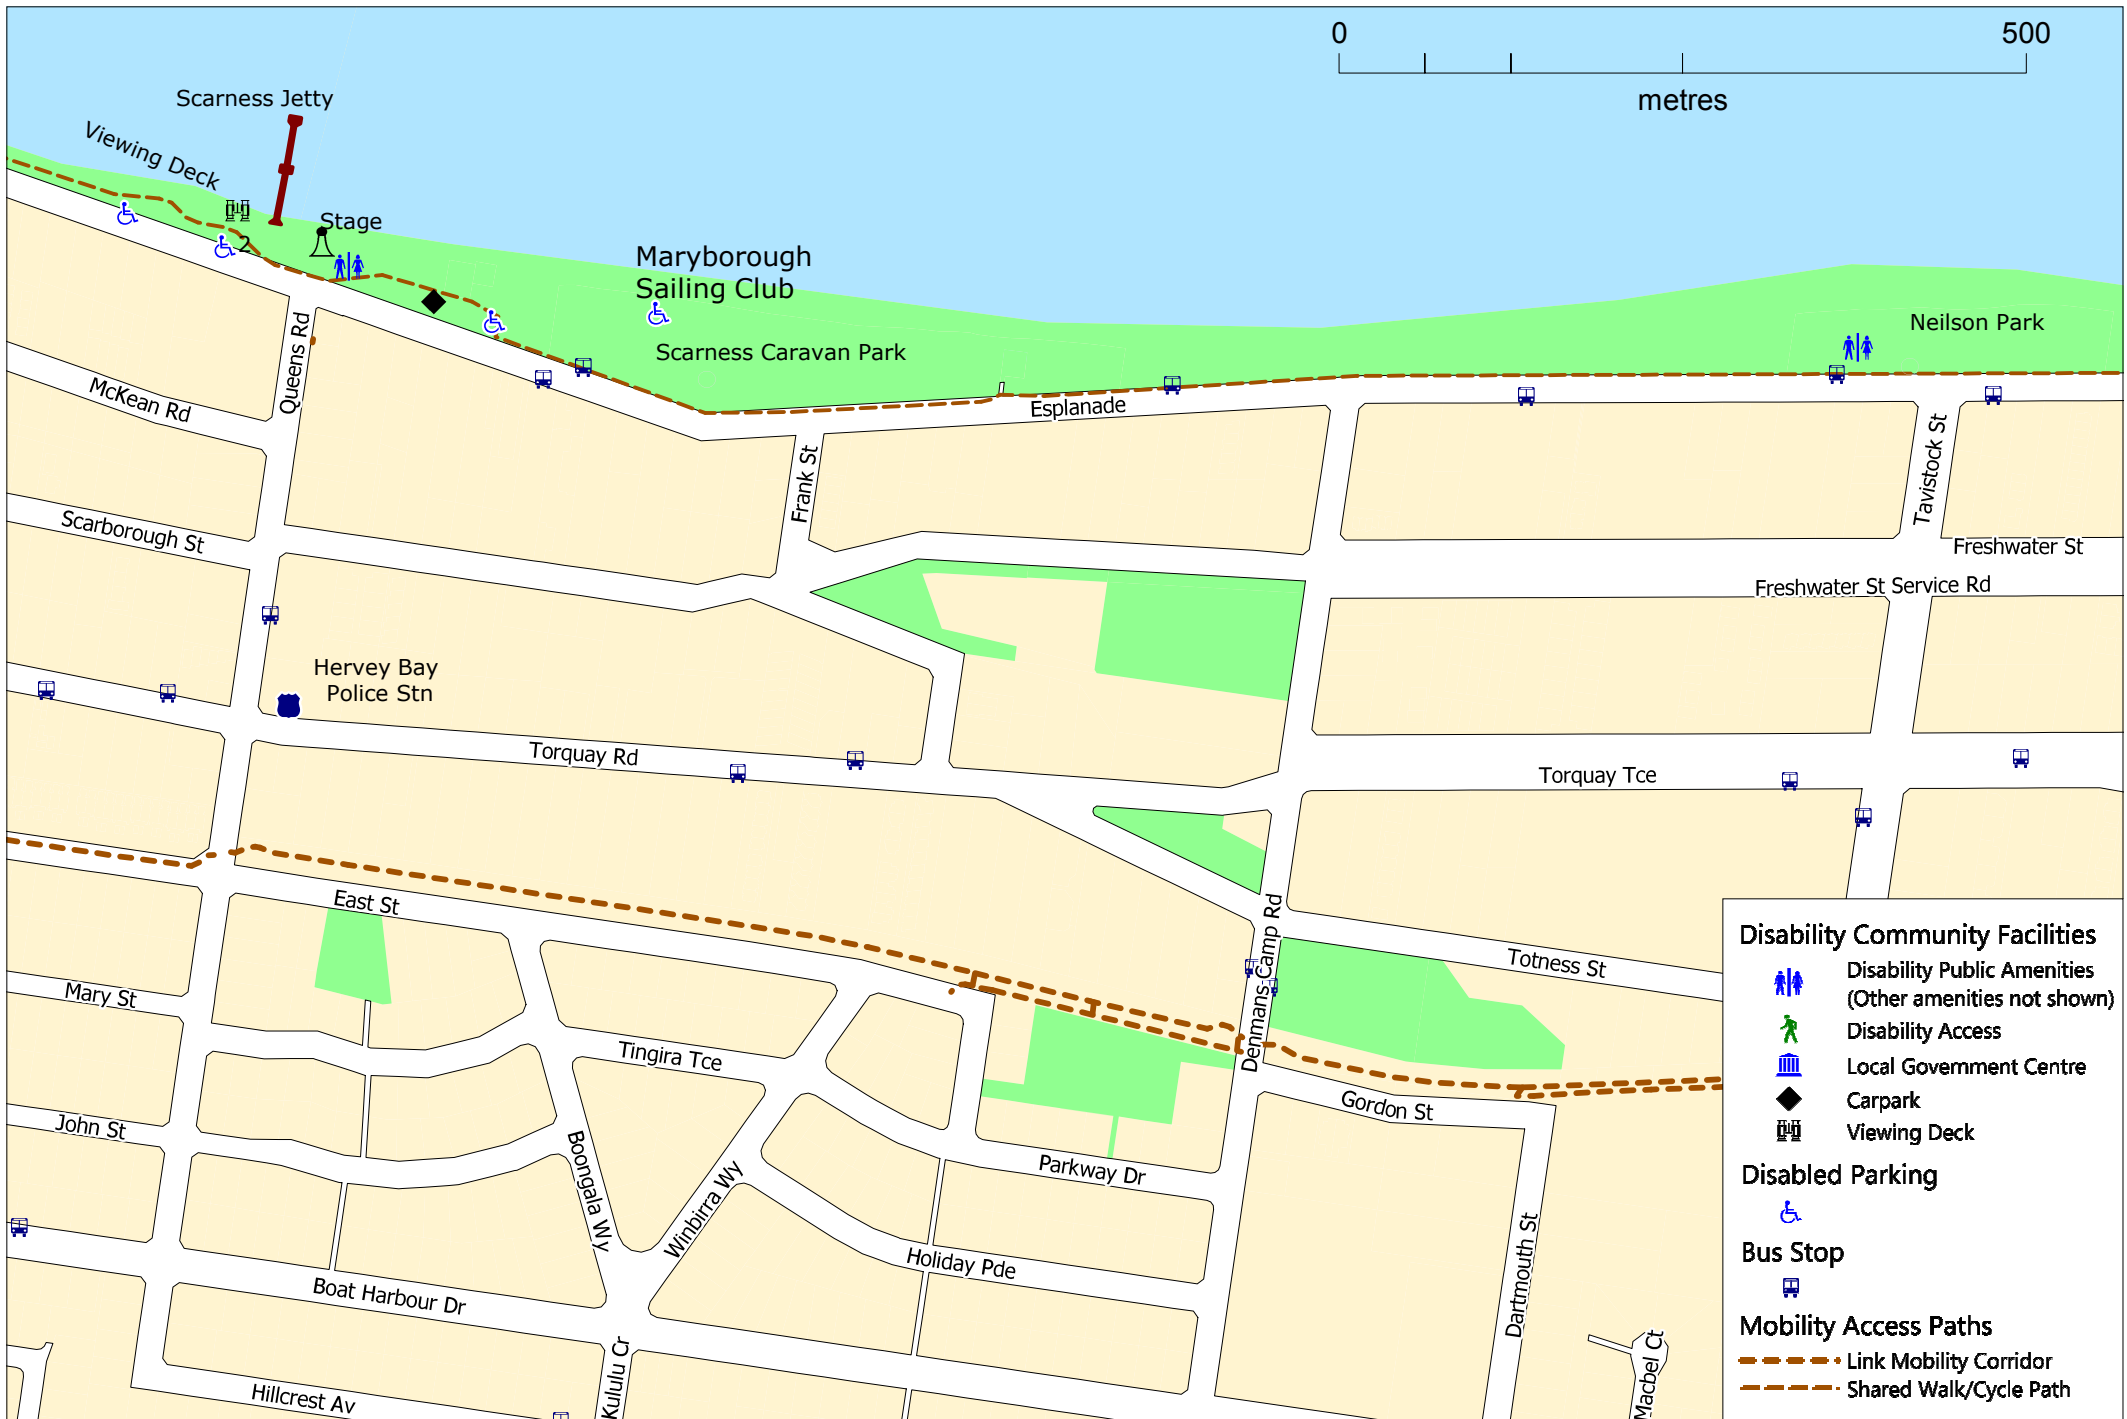 0
500
metres
Scarness Jetty
Viewing Deck
Stage
2
Maryborough
Sailing Club
Neilson Park
Scarness Caravan Park
Queens Rd
McKean Rd
Esplanade
Frank St
Tavistock St
Scarborough St
Freshwater St
Freshwater St Service Rd
Hervey Bay
Police Stn
Torquay Rd
Torquay Tce
East St
Denmans Camp Rd
Totness St
Mary St
Tingira Tce
Gordon St
John St
Boongala Wy
Winbirra Wy
Parkway Dr
Holiday Pde
Dartmouth St
Boat Harbour Dr
Kululu Cr
Macbel Ct
Hillcrest Av
Disability Community Facilities
Disability Public Amenities
(Other amenities not shown)
Disability Access
Local Government Centre
Carpark
Viewing Deck
Disabled Parking
Bus Stop
Mobility Access Paths
Link Mobility Corridor
Shared Walk/Cycle Path